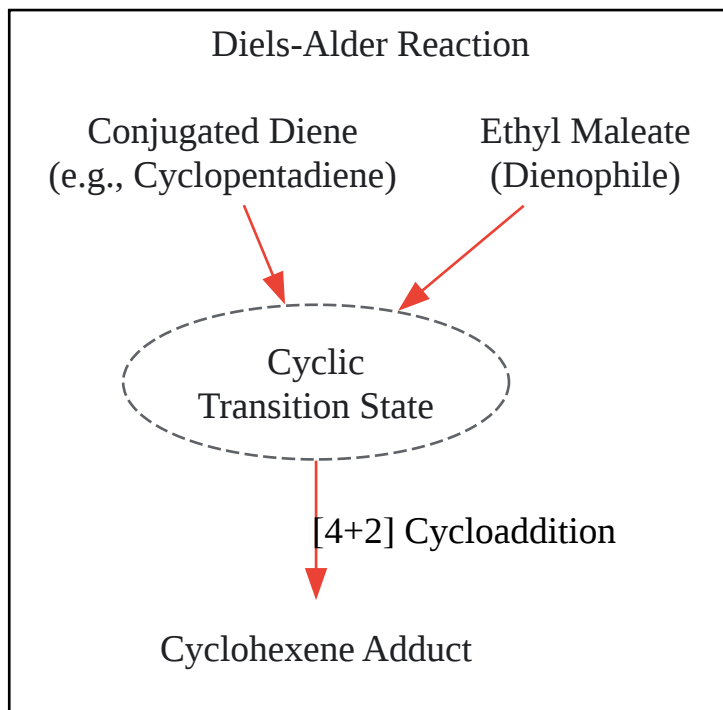 Diels-Alder Reaction
Conjugated Diene
(e.g., Cyclopentadiene)
Ethyl Maleate
(Dienophile)
Cyclic
Transition State
[4+2] Cycloaddition
Cyclohexene Adduct